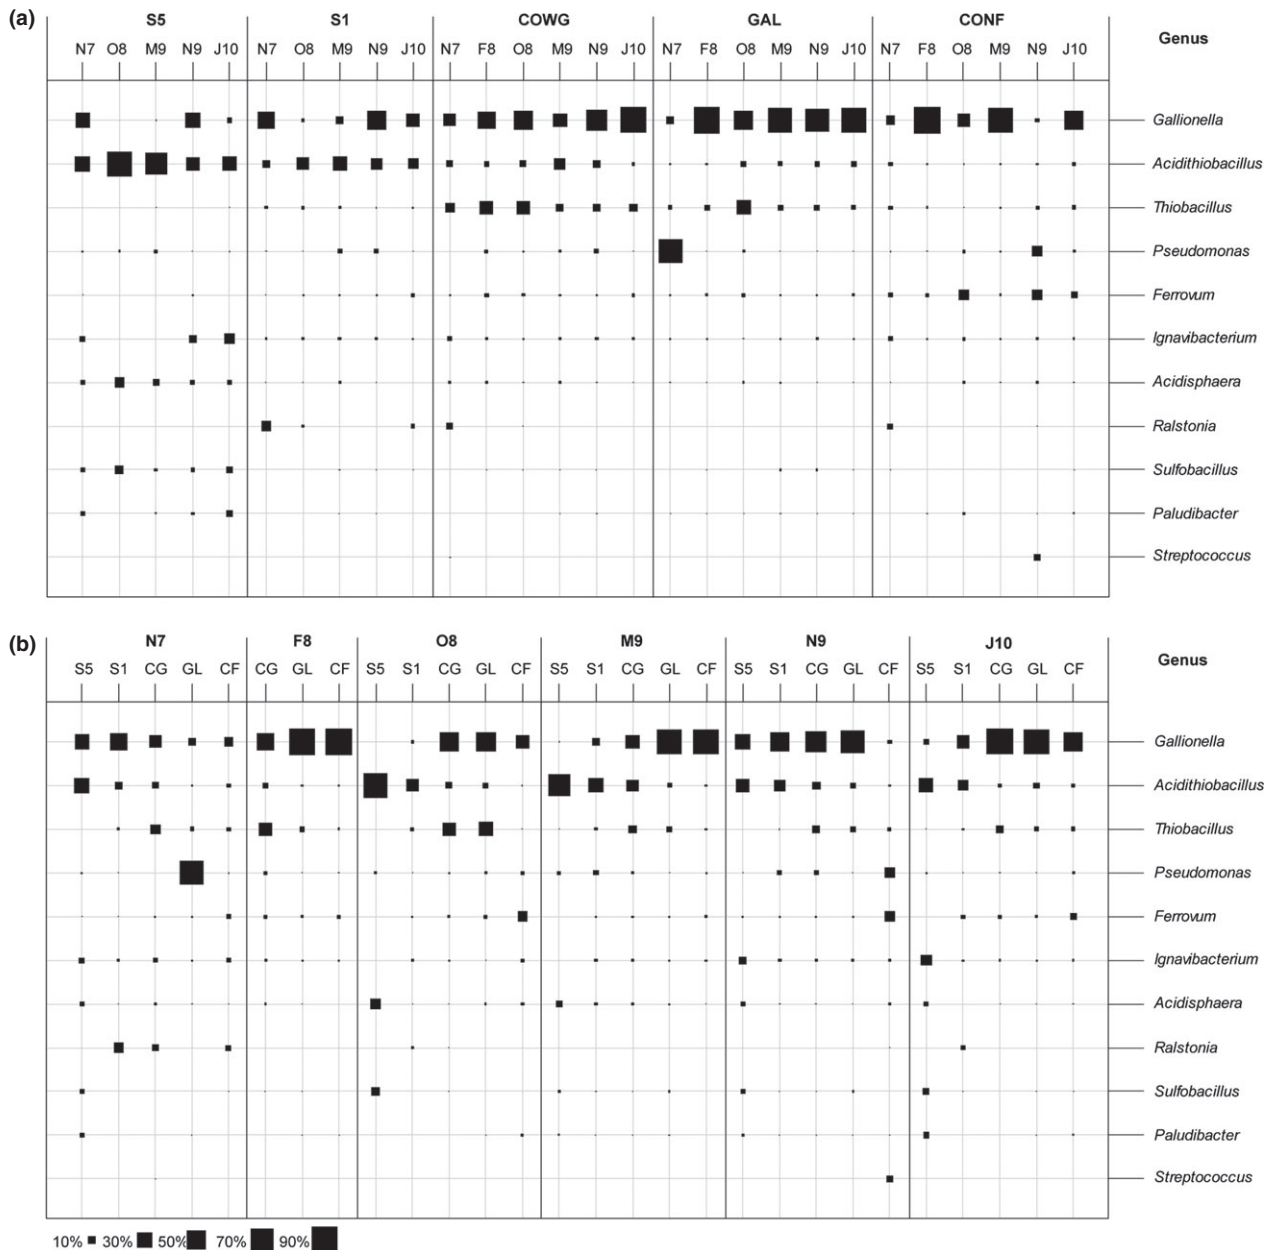 (a)
S5 S1 COWG GAL CONF
Genus
N7 O8 M9 N9 J10 N7 O8 M9 N9 J10 N7 F8 O8 M9 N9 J10 N7 F8 O8 M9 N9 J10 N7 F8 O8 M9 N9 J10
Gallionella
Acidithiobacillus
Thiobacillus
Pseudomonas
Ferrovum
Ignavibacterium
Acidisphaera
Ralstonia
Sulfobacillus
Paludibacter
Streptococcus
(b)
N7 F8 O8 M9 N9 J10
Genus
S5 S1 CG GL CF CG GL CF S5 S1 CG GL CF S5 S1 CG GL CF S5 S1 CG GL CF S5 S1 CG GL CF
Gallionella
Acidithiobacillus
Thiobacillus
Pseudomonas
Ferrovum
Ignavibacterium
Acidisphaera
Ralstonia
Sulfobacillus
Paludibacter
Streptococcus
10% 30% 50% 70% 90%